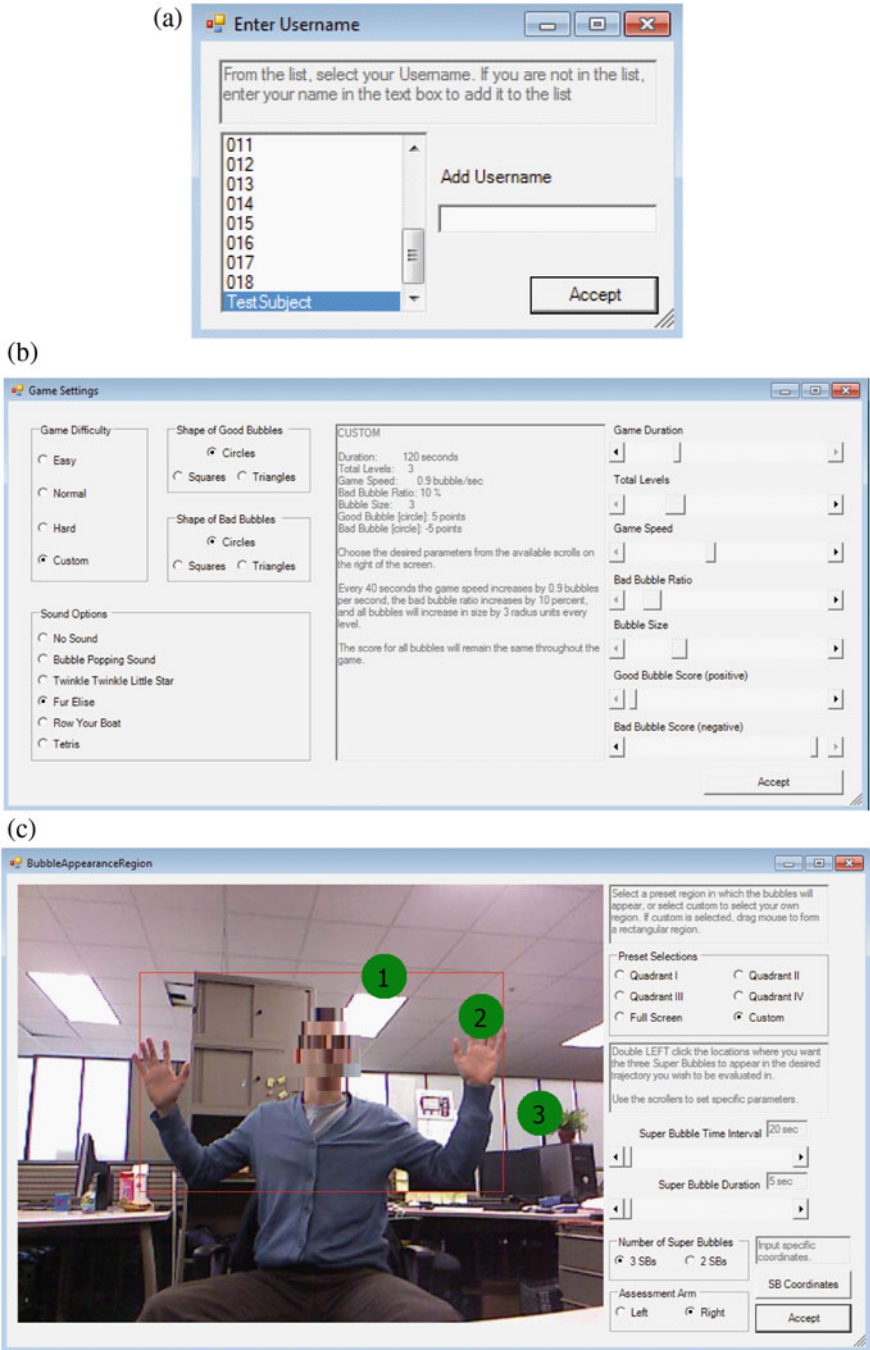 (a)
Enter Username
From the list, select your Username. If you are not in the list,
enter your name in the text box to add it to the list
011
012
013
014
015
016
017
018
TestSubject
Add Username
Accept
(b)
Game Settings
Game Difficulty
Easy
Normal
Hard
Custom
Shape of Good Bubbles
Circles
Squares Triangles
Shape of Bad Bubbles
Circles
Squares Triangles
Sound Options
No Sound
Bubble Popping Sound
Twinkle Twinkle Little Star
Fur Elise
Row Your Boat
Tetris
CUSTOM
Duration: 120 seconds
Total Levels: 3
Game Speed: 0.9 bubble/sec
Bad Bubble Ratio: 10 %
Bubble Size: 3
Good Bubble [circle]: 5 points
Bad Bubble [circle]: -5 points
Choose the desired parameters from the available scrolls on
the right of the screen.
Every 40 seconds the game speed increases by 0.9 bubbles
per second, the bad bubble ratio increases by 10 percent,
and all bubbles will increase in size by 3 radius units every
level.
The score for all bubbles will remain the same throughout the
game.
Game Duration
Total Levels
Game Speed
Bad Bubble Ratio
Bubble Size
Good Bubble Score (positive)
Bad Bubble Score (negative)
Accept
(c)
BubbleAppearanceRegion
1
2
3
Select a preset region in which the bubbles will
appear, or select custom to select your own
region. If custom is selected, drag mouse to form
a rectangular region.
Preset Selections
Quadrant I Quadrant II
Quadrant III Quadrant IV
Full Screen Custom
Double LEFT click the locations where you want
the three Super Bubbles to appear in the desired
trajectory you wish to be evaluated in.
Use the scrollers to set specific parameters.
Super Bubble Time Interval 20 sec
Super Bubble Duration 5 sec
Number of Super Bubbles
3 SBs 2 SBs
Input specific
coordinates.
SB Coordinates
Assessment Arm
Left Right
Accept